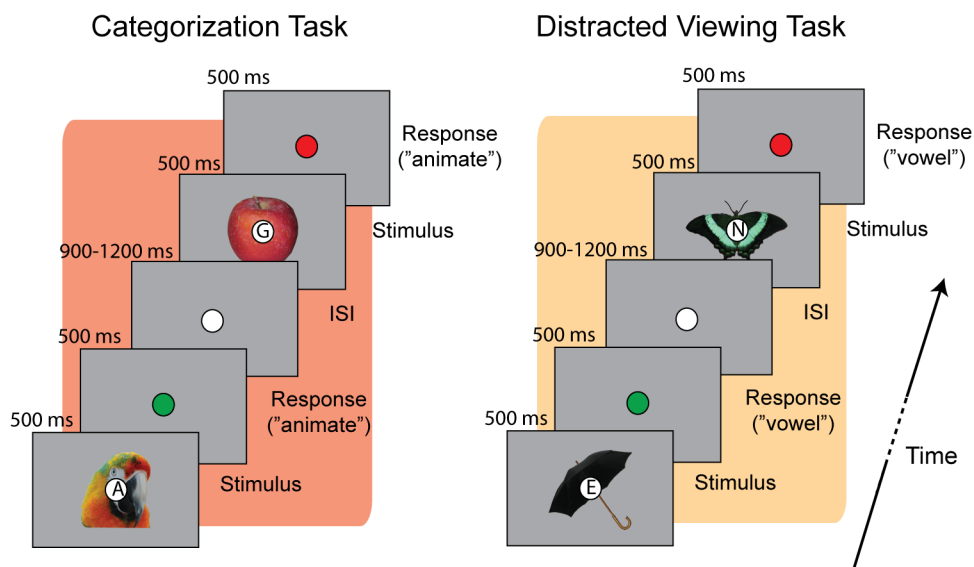 Categorization Task
Distracted Viewing Task
500 ms
Response
(”animate”)
500 ms
G
Stimulus
900-1200 ms
ISI
500 ms
Response
(”animate”)
500 ms
A
Stimulus
500 ms
Response
(”vowel”)
500 ms
N
Stimulus
900-1200 ms
ISI
500 ms
Response
(”vowel”)
500 ms
E
Stimulus
Time